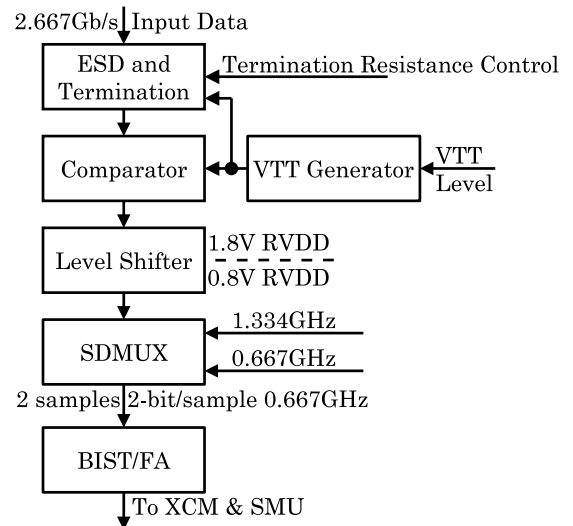 2.667Gb/s Input Data
ESD and
Termination
Termination Resistance Control
Comparator
VTT Generator
VTT
Level
Level Shifter
1.8V RVDD
0.8V RVDD
SDMUX
1.334GHz
0.667GHz
2 samples 2-bit/sample 0.667GHz
BIST/FA
To XCM & SMU